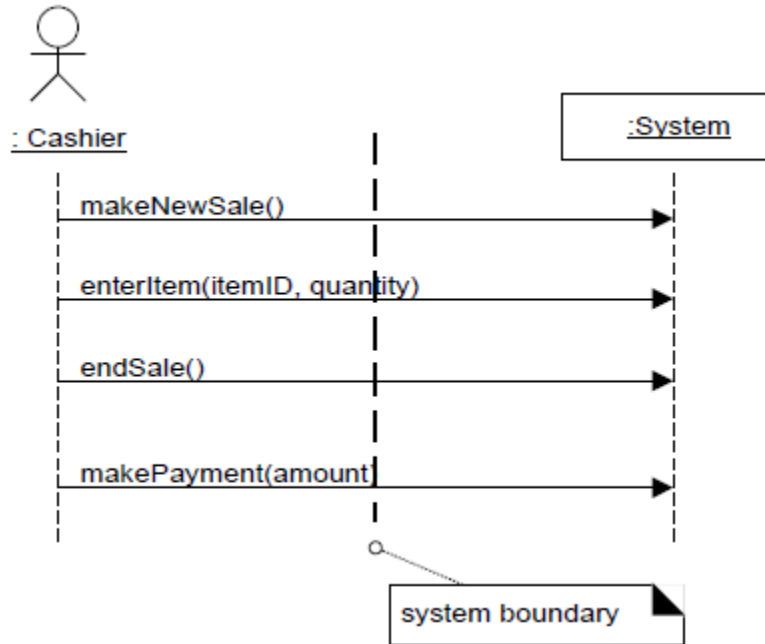 : Cashier
:System
makeNewSale()
enterItem(itemID, quantity)
endSale()
makePayment(amount)
system boundary